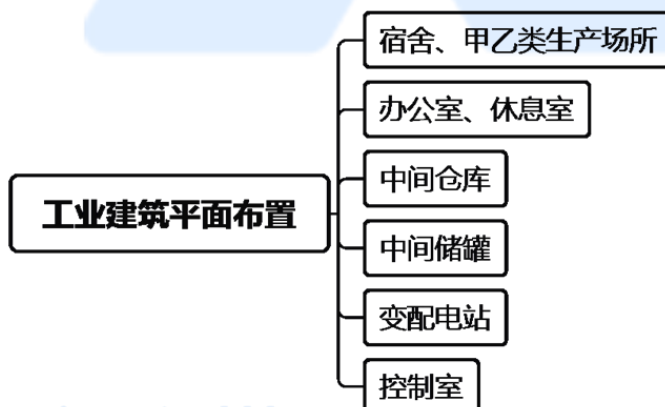 宿舍、甲乙类生产场所
办公室、休息室
中间仓库
工业建筑平面布置
中间储罐
变配电站
控制室